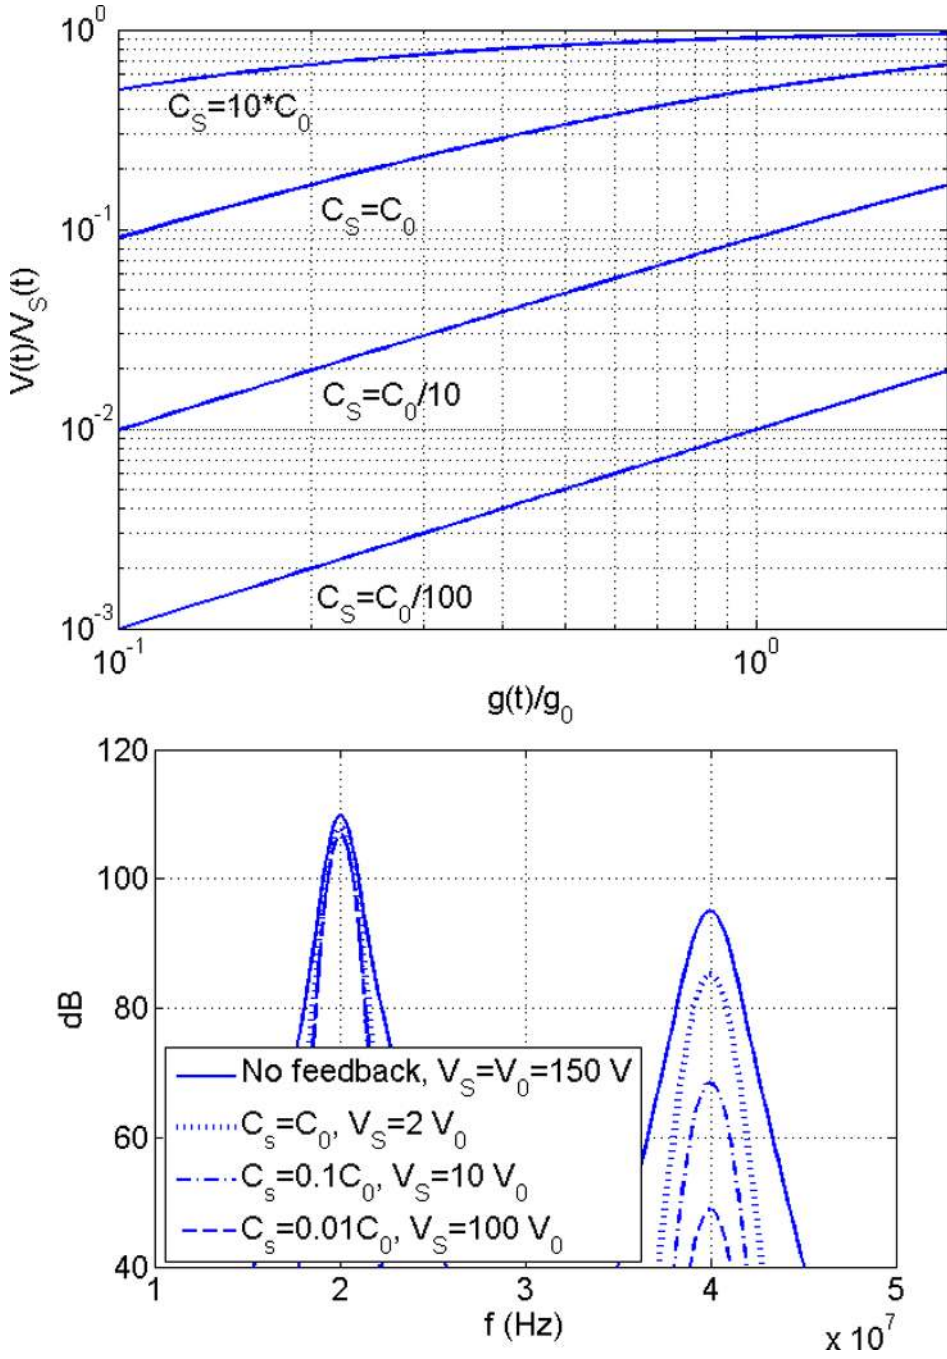 10^0
C_S=10*C_0
C_S=C_0
10^-1
V(t)/V_S(t)
C_S=C_0/10
10^-2
C_S=C_0/100
10^-3
10^-1
10^0
g(t)/g_0
120
100
dB
80
No feedback, V_S=V_0=150 V
C_s=C_0, V_S=2 V_0
60
C_s=0.1C_0, V_S=10 V_0
C_s=0.01C_0, V_S=100 V_0
40
1 2 3 4 5
f (Hz)
x 10^7